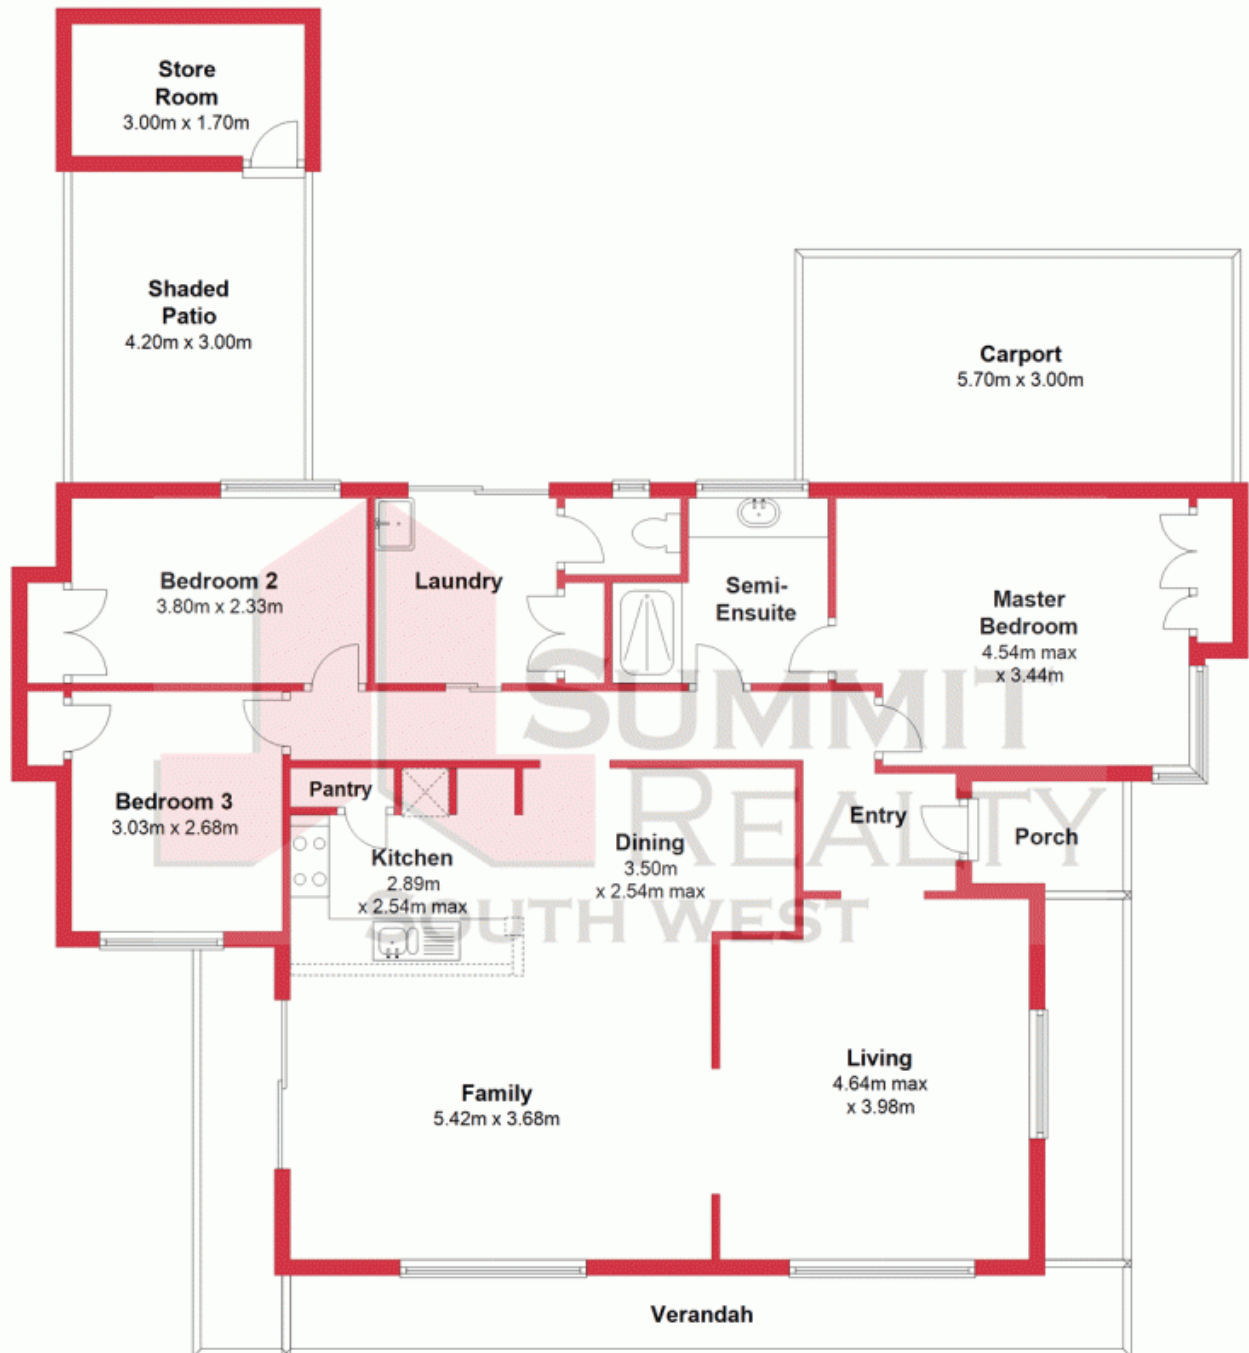 Store
Room
3.00m x 1.70m
Shaded
Patio
4.20m x 3.00m
Carport
5.70m x 3.00m
Bedroom 2
3.80m x 2.33m
Laundry
Semi-
Ensuite
Master
Bedroom
4.54m max
x 3.44m
SUMMIT
REALTY
SOUTH WEST
Bedroom 3
3.03m x 2.68m
Pantry
Kitchen
2.89m
x 2.54m max
Dining
3.50m
x 2.54m max
Entry
Porch
Family
5.42m x 3.68m
Living
4.64m max
x 3.98m
Verandah